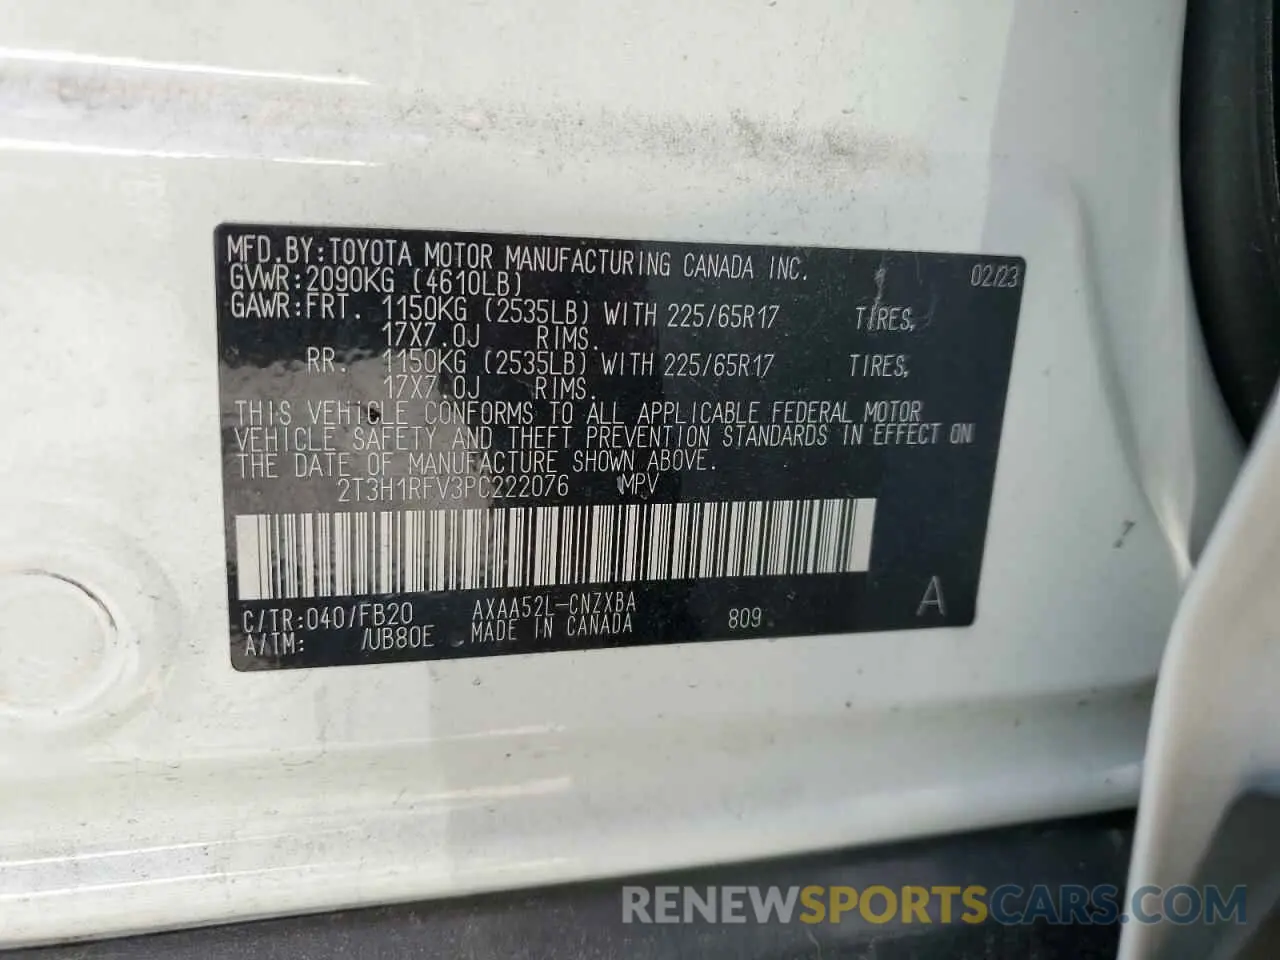 MFD.BY:TOYOTA MOTOR MANUFACTURING CANADA INC. 02/23
GVWR:2090KG (4610LB)
GAWR:FRT. 1150KG (2535LB) WITH 225/65R17 TIRES,
17X7.0J RIMS.
RR. 1150KG (2535LB) WITH 225/65R17 TIRES,
17X7.0J RIMS.
THIS VEHICLE CONFORMS TO ALL APPLICABLE FEDERAL MOTOR
VEHICLE SAFETY AND THEFT PREVENTION STANDARDS IN EFFECT ON
THE DATE OF MANUFACTURE SHOWN ABOVE.
2T3H1RFV3PC222076 MPV
C/TR:040/FB20 AXAA52L-CNZXBA
A/TM: /UB80E MADE IN CANADA 809 A
RENEWSPORTSCARS.COM